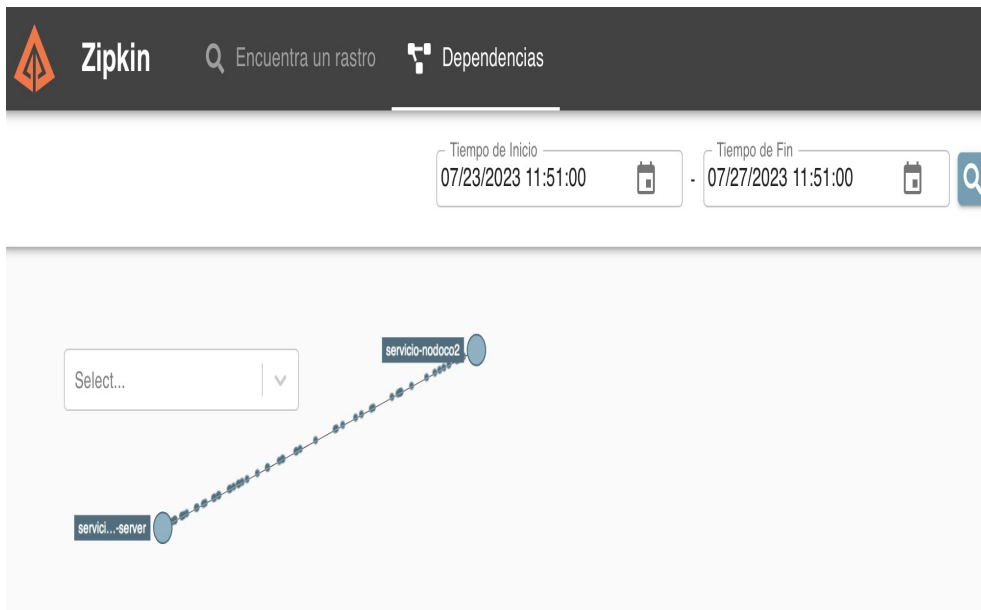 Zipkin
Encuentra un rastro
Dependencias
Tiempo de Inicio
07/23/2023 11:51:00
-
Tiempo de Fin
07/27/2023 11:51:00
Select...
servicio-nodoco2
servici...-server